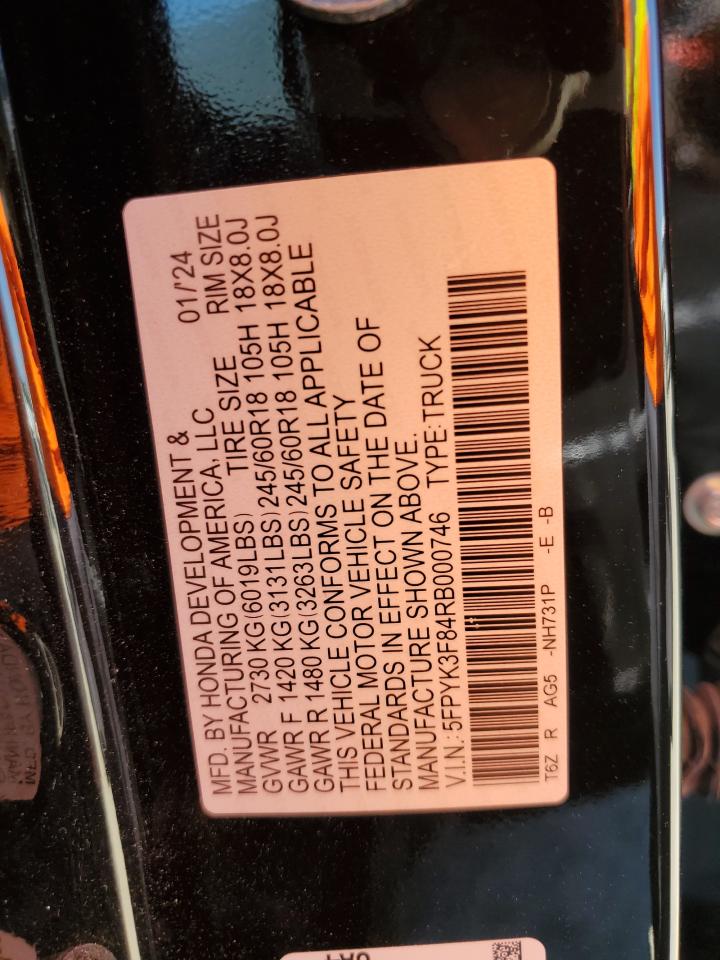 MFD. BY HONDA DEVELOPMENT & 01/'24
MANUFACTURING OF AMERICA, LLC
TIRE SIZE RIM SIZE
GVWR 2730 KG(6019LBS)
GAWR F 1420 KG(3131LBS)245/60R18 105H 18X8.0J
GAWR R 1480 KG(3263LBS)245/60R18 105H 18X8.0J
THIS VEHICLE CONFORMS TO ALL APPLICABLE
FEDERAL MOTOR VEHICLE SAFETY
STANDARDS IN EFFECT ON THE DATE OF
MANUFACTURE SHOWN ABOVE.
V.I.N.: 5FPYK3F84RB000746 TYPE:TRUCK
T6Z R AG5 -NH731P -E -B